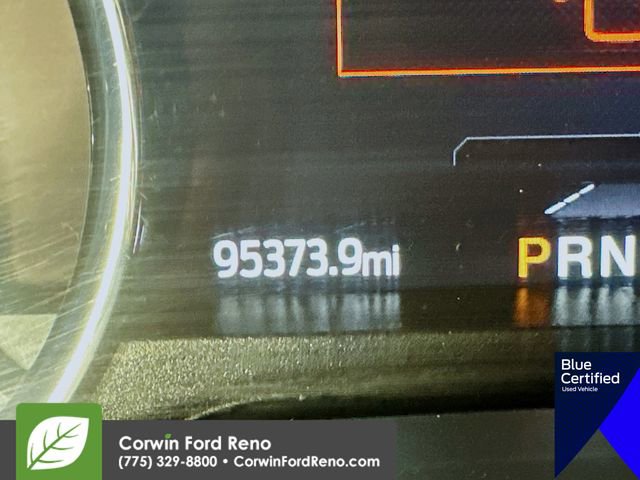 95373.9mi
PRN
Blue
Certified
Used Vehicle
Corwin Ford Reno
(775) 329-8800 • CorwinFordReno.com